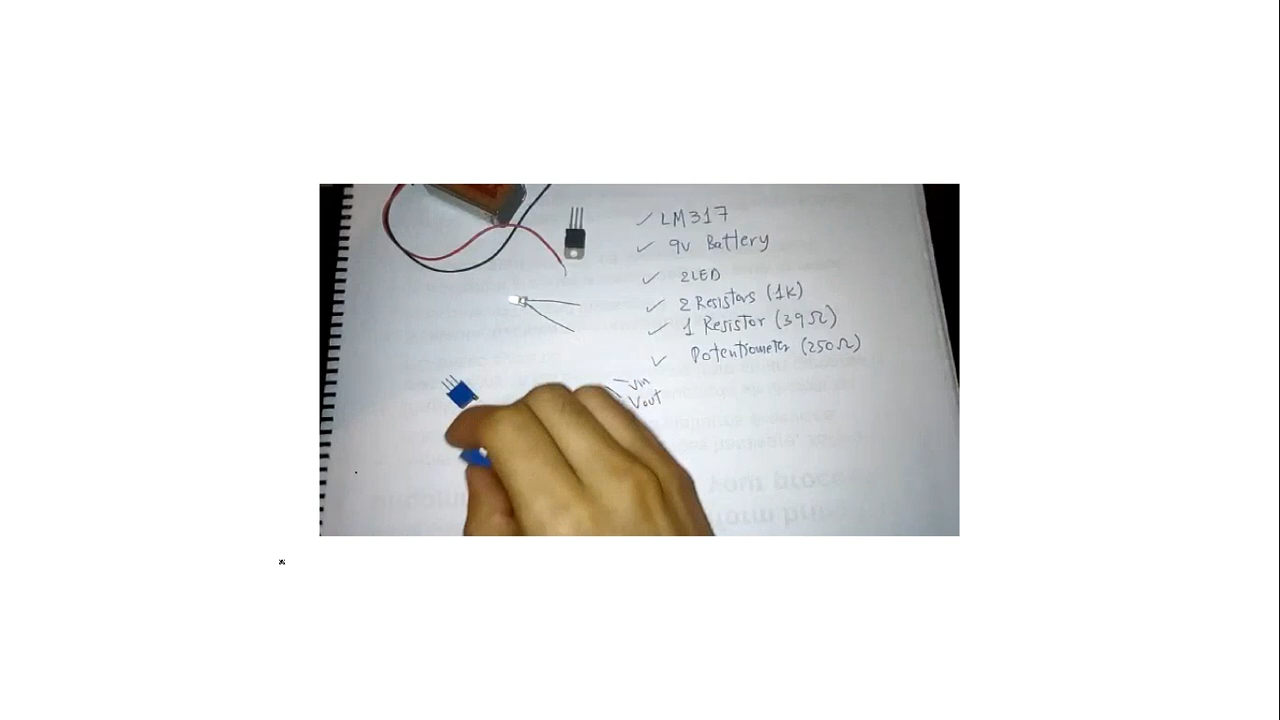 ✓ LM317
✓ 9v Battery
✓ 2LED
✓ 2 Resistors (1K)
✓ 1 Resistor (39Ω)
✓ Potentiometer (250Ω)
Vin
Vout